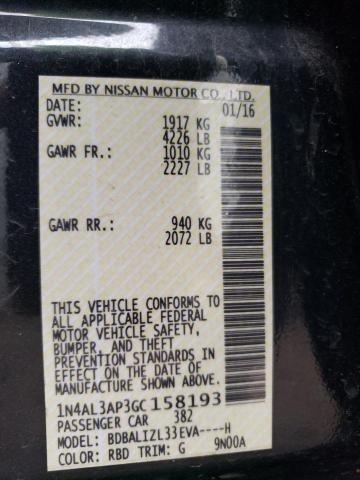 MFD BY NISSAN MOTOR CO., LTD.
DATE: 01/16
GVWR: 1917 KG
4226 LB
GAWR FR.: 1010 KG
2227 LB
GAWR RR.: 940 KG
2072 LB
THIS VEHICLE CONFORMS TO
ALL APPLICABLE FEDERAL
MOTOR VEHICLE SAFETY,
BUMPER, AND THEFT
PREVENTION STANDARDS IN
EFFECT ON THE DATE OF
MANUFACTURE SHOWN ABOVE.
1N4AL3AP3GC158193
PASSENGER CAR 382
MODEL: BDBALIZL33EVA----H
COLOR: RBD TRIM: G 9N00A